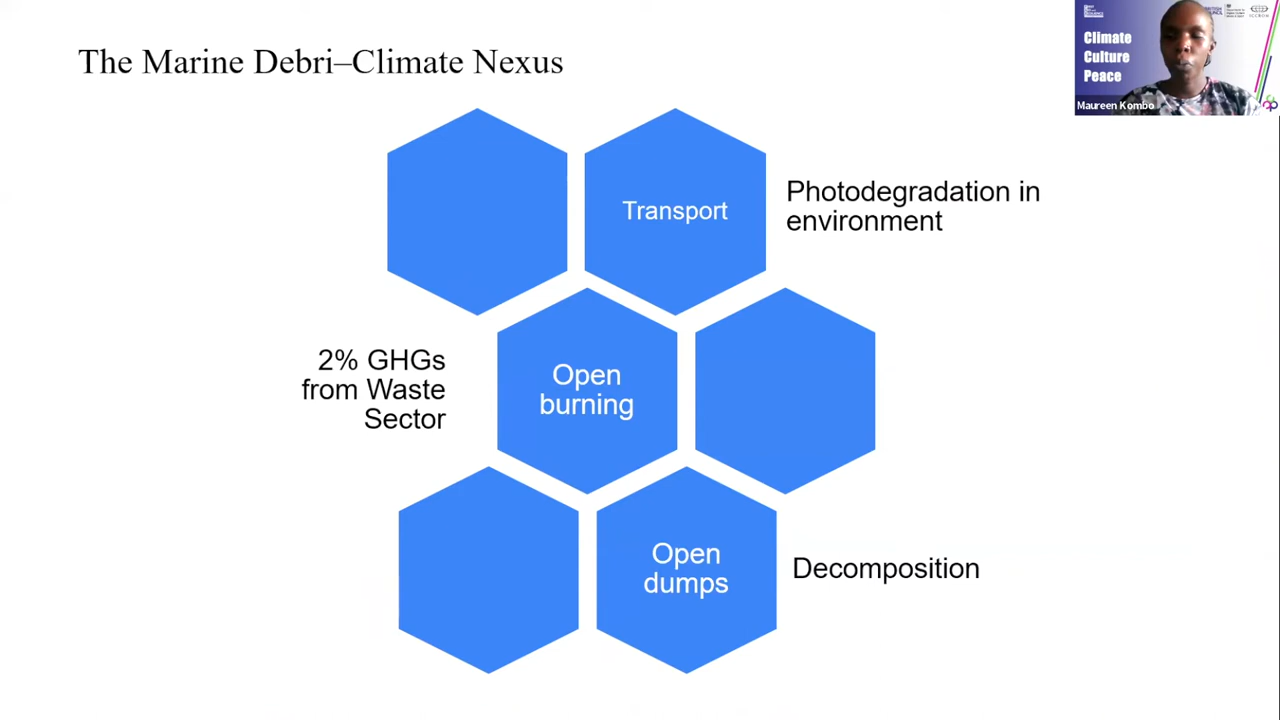 The Marine Debri–Climate Nexus
Climate
Culture
Peace
ICCROM
Maureen Kombo
Transport
Photodegradation in
environment
2% GHGs
from Waste
Sector
Open
burning
Open
dumps
Decomposition